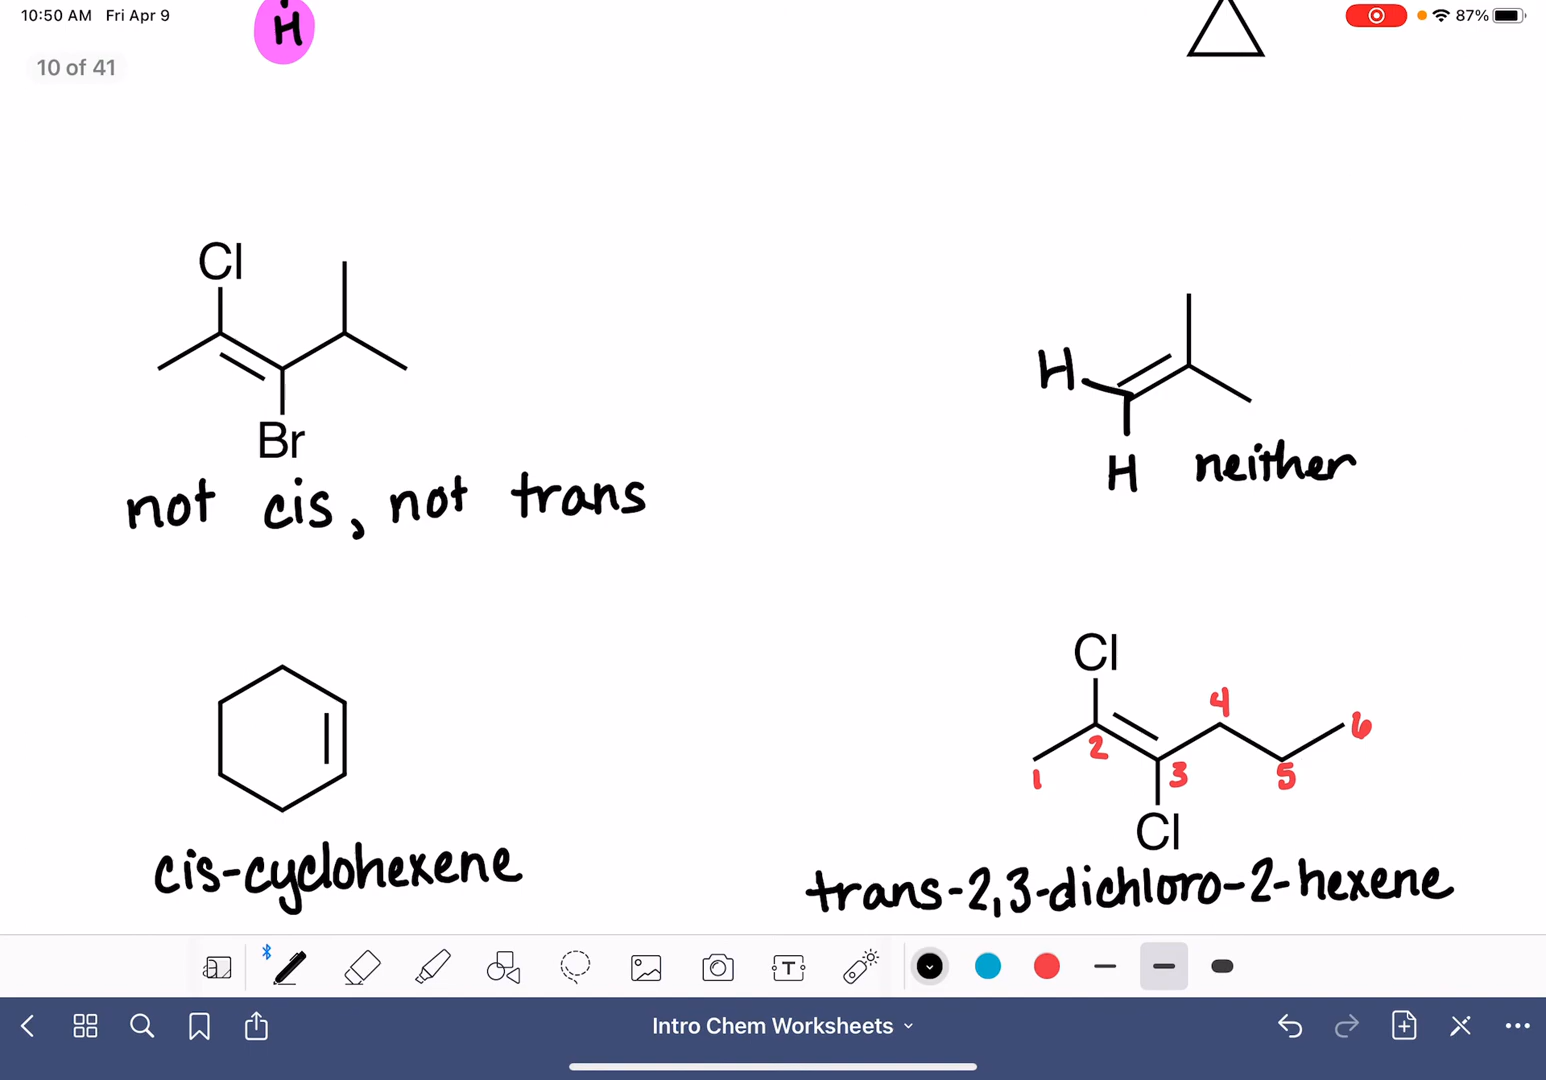 10:50 AM Fri Apr 9
87%
10 of 41
H
Cl
Br
not cis, not trans
H
H neither
cis-cyclohexene
Cl
1 2 3 4 5 6
Cl
trans-2,3-dichloro-2-hexene
T
Intro Chem Worksheets